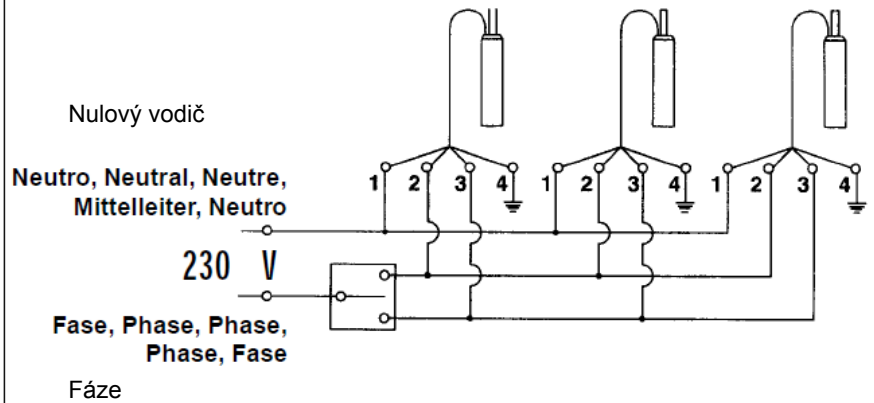 Nulový vodič
Neutro, Neutral, Neutre,
Mittelleiter, Neutro
1 2 3 4 1 2 3 4 1 2 3 4
230 V
Fase, Phase, Phase,
Phase, Fase
Fáze